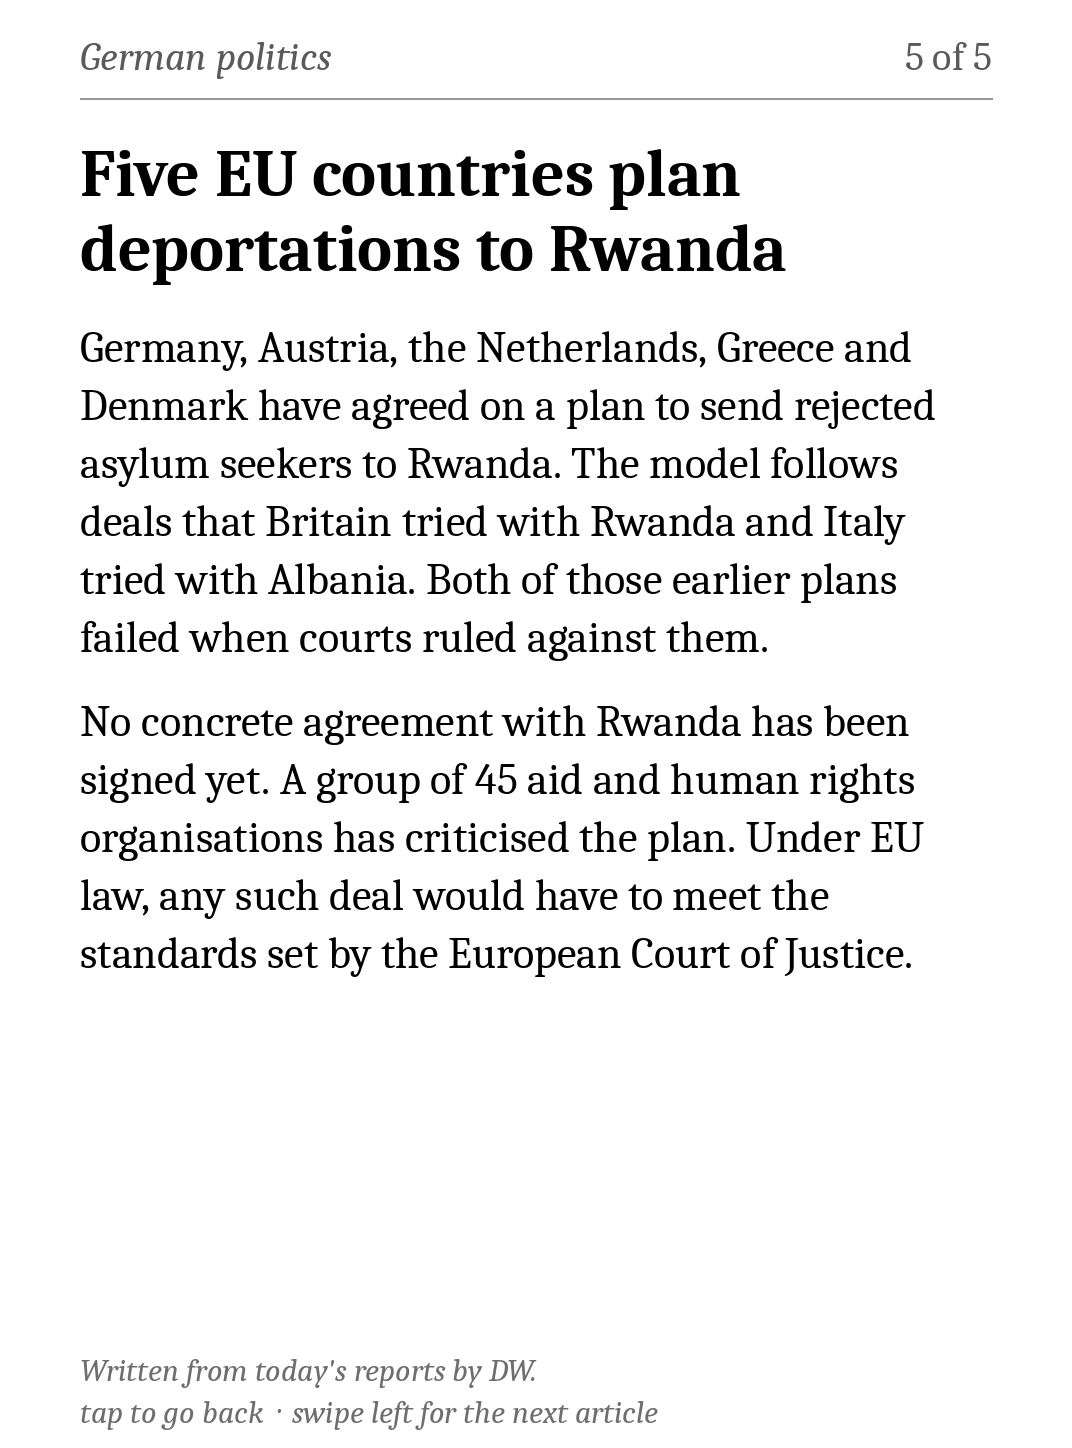 German politics
5 of 5
Five EU countries plan
deportations to Rwanda
Germany, Austria, the Netherlands, Greece and
Denmark have agreed on a plan to send rejected
asylum seekers to Rwanda. The model follows
deals that Britain tried with Rwanda and Italy
tried with Albania. Both of those earlier plans
failed when courts ruled against them.
No concrete agreement with Rwanda has been
signed yet. A group of 45 aid and human rights
organisations has criticised the plan. Under EU
law, any such deal would have to meet the
standards set by the European Court of Justice.
Written from today's reports by DW.
tap to go back · swipe left for the next article